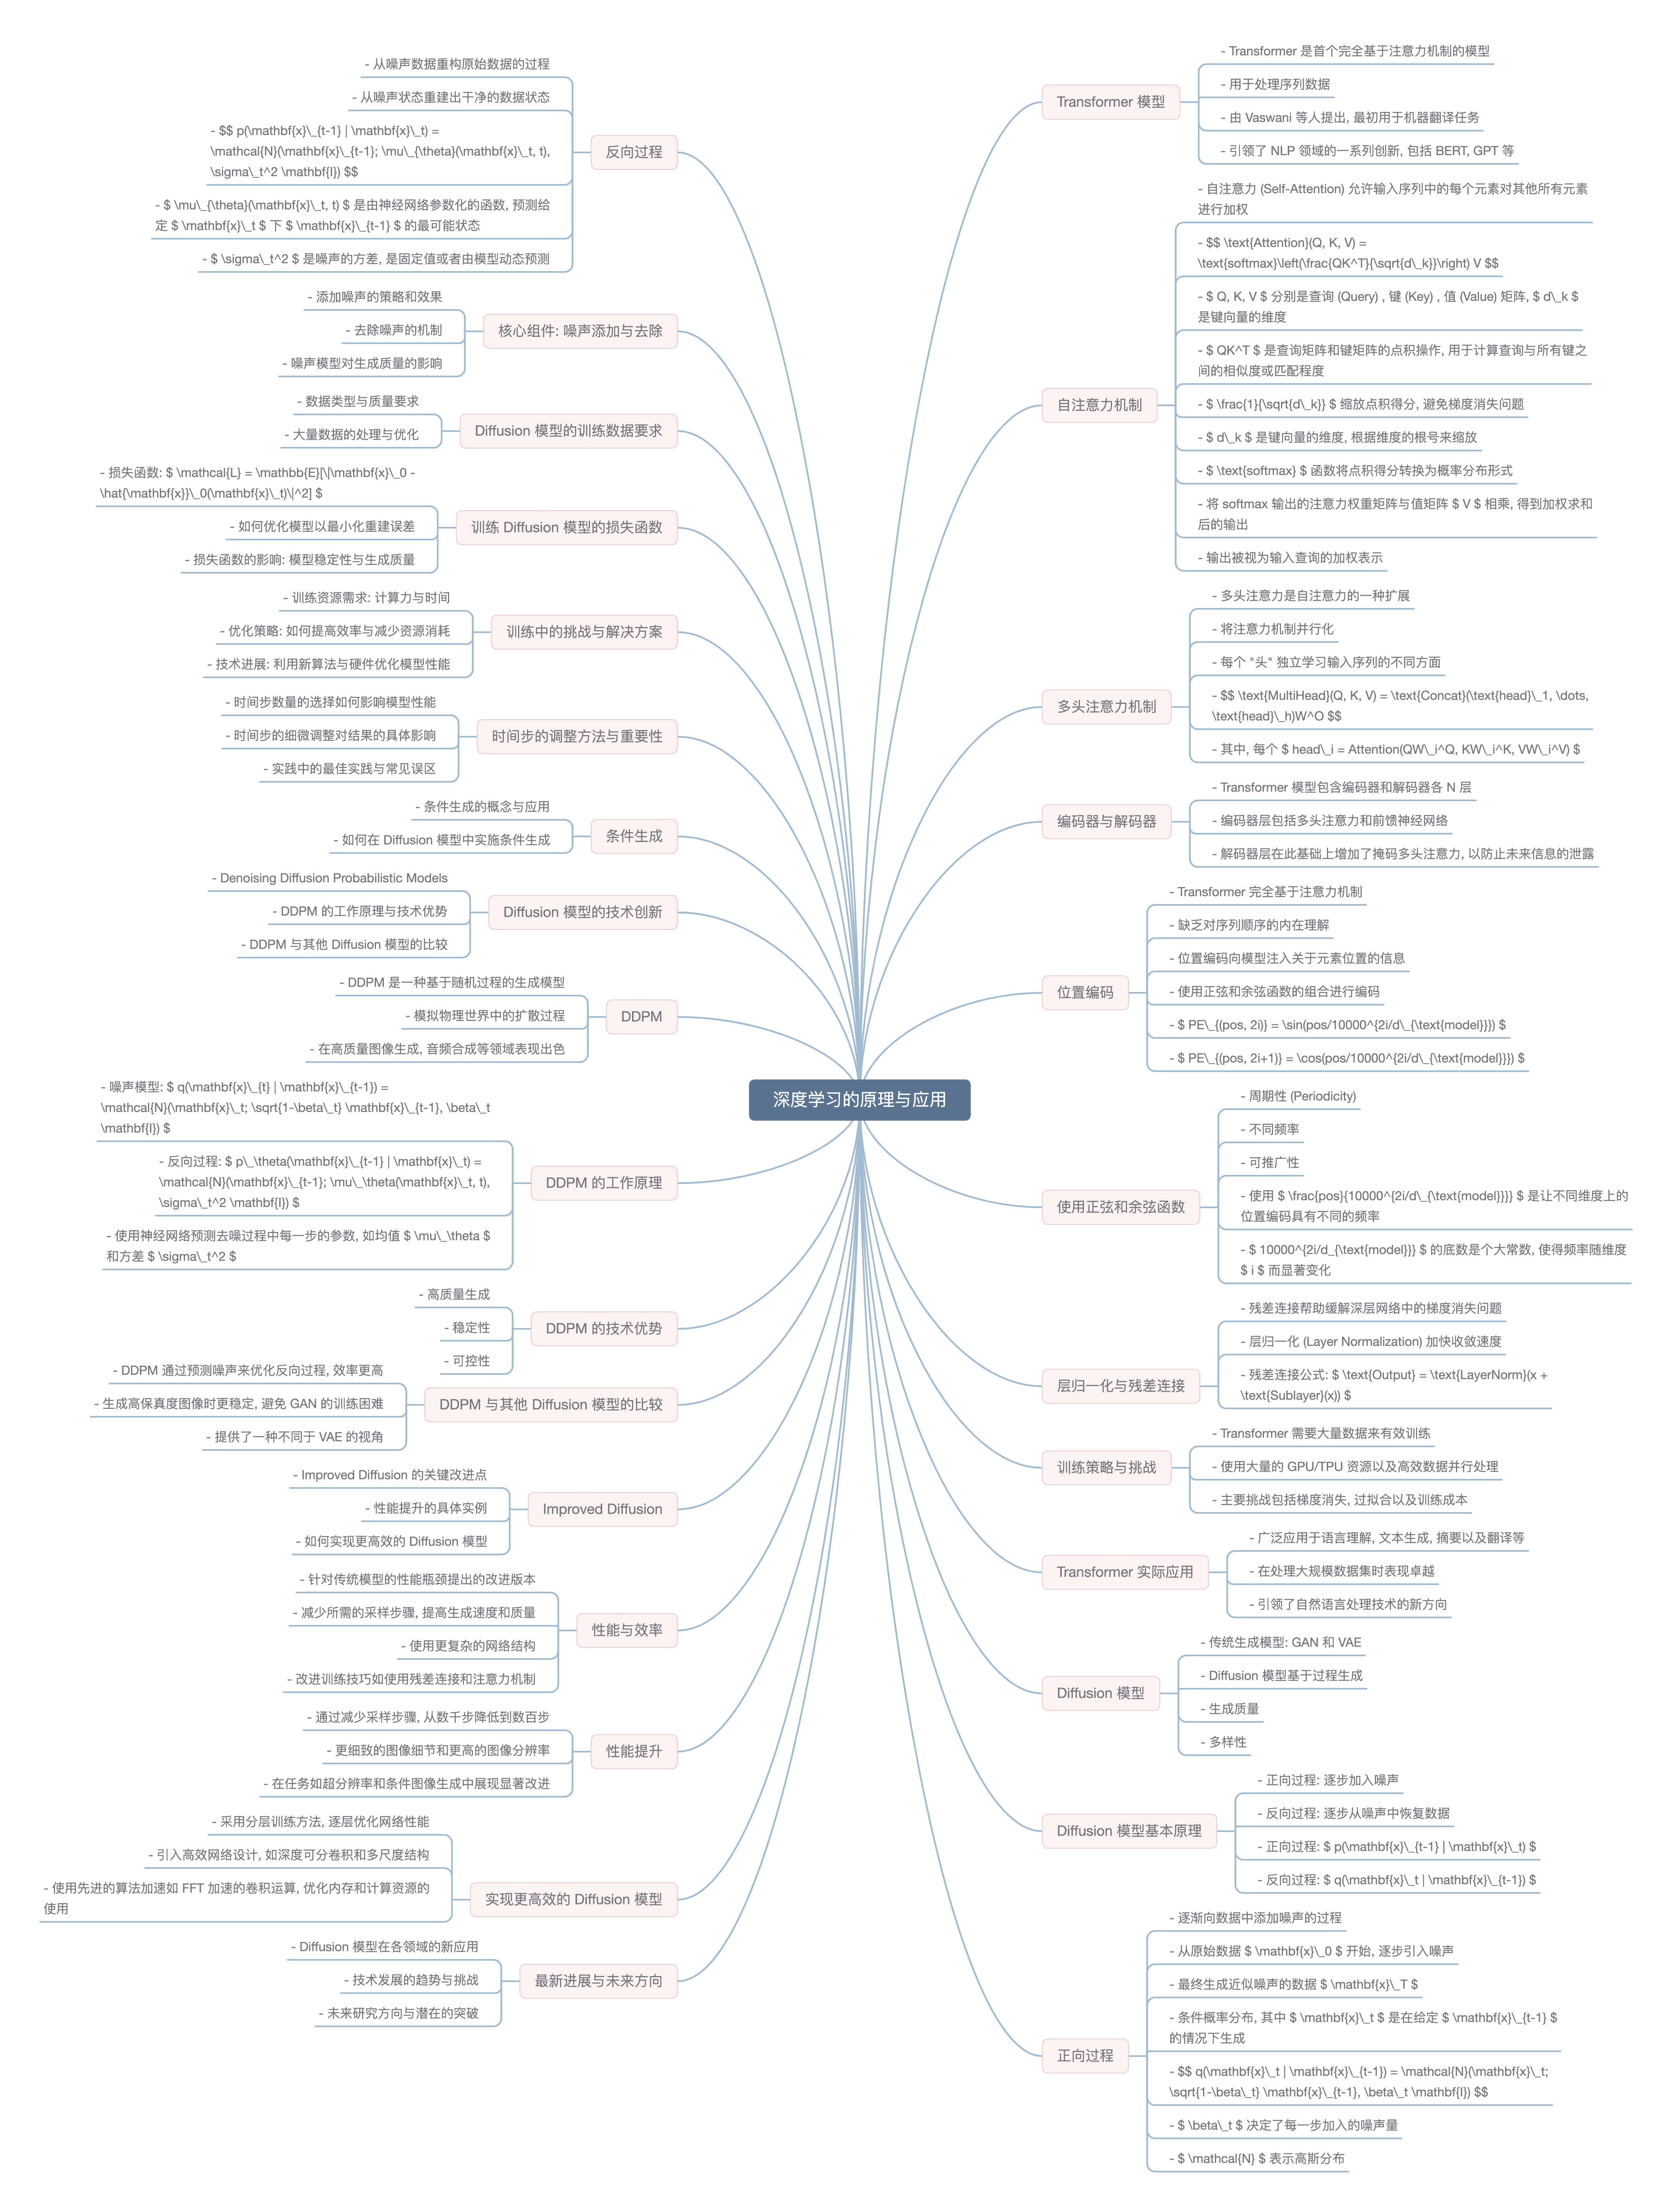 深度学习的原理与应用
Transformer 模型
- Transformer 是首个完全基于注意力机制的模型
- 用于处理序列数据
- 由 Vaswani 等人提出, 最初用于机器翻译任务
- 引领了 NLP 领域的一系列创新, 包括 BERT, GPT 等
自注意力机制
- 自注意力 (Self-Attention) 允许输入序列中的每个元素对其他所有元素
进行加权
- $$ \text{Attention}(Q, K, V) =
\text{softmax}\left(\frac{QK^T}{\sqrt{d\_k}}\right) V $$
- $ Q, K, V $ 分别是查询 (Query) , 键 (Key) , 值 (Value) 矩阵, $ d\_k $
是键向量的维度
- $ QK^T $ 是查询矩阵和键矩阵的点积操作, 用于计算查询与所有键之
间的相似度或匹配程度
- $ \frac{1}{\sqrt{d\_k}} $ 缩放点积得分, 避免梯度消失问题
- $ d\_k $ 是键向量的维度, 根据维度的根号来缩放
- $ \text{softmax} $ 函数将点积得分转换为概率分布形式
- 将 softmax 输出的注意力权重矩阵与值矩阵 $ V $ 相乘, 得到加权求和
后的输出
- 输出被视为输入查询的加权表示
多头注意力机制
- 多头注意力是自注意力的一种扩展
- 将注意力机制并行化
- 每个 "头" 独立学习输入序列的不同方面
- $$ \text{MultiHead}(Q, K, V) = \text{Concat}(\text{head}\_1, \dots,
\text{head}\_h)W^O $$
- 其中, 每个 $ head\_i = Attention(QW\_i^Q, KW\_i^K, VW\_i^V) $
编码器与解码器
- Transformer 模型包含编码器和解码器各 N 层
- 编码器层包括多头注意力和前馈神经网络
- 解码器层在此基础上增加了掩码多头注意力, 以防止未来信息的泄露
位置编码
- Transformer 完全基于注意力机制
- 缺乏对序列顺序的内在理解
- 位置编码向模型注入关于元素位置的信息
- 使用正弦和余弦函数的组合进行编码
- $ PE\_{(pos, 2i)} = \sin(pos/10000^{2i/d\_{\text{model}}}) $
- $ PE\_{(pos, 2i+1)} = \cos(pos/10000^{2i/d\_{\text{model}}}) $
使用正弦和余弦函数
- 周期性 (Periodicity)
- 不同频率
- 可推广性
- 使用 $ \frac{pos}{10000^{2i/d\_{\text{model}}}} $ 是让不同维度上的
位置编码具有不同的频率
- $ 10000^{2i/d_{\text{model}}} $ 的底数是个大常数, 使得频率随维度
$ i $ 而显著变化
层归一化与残差连接
- 残差连接帮助缓解深层网络中的梯度消失问题
- 层归一化 (Layer Normalization) 加快收敛速度
- 残差连接公式: $ \text{Output} = \text{LayerNorm}(x +
\text{Sublayer}(x)) $
训练策略与挑战
- Transformer 需要大量数据来有效训练
- 使用大量的 GPU/TPU 资源以及高效数据并行处理
- 主要挑战包括梯度消失, 过拟合以及训练成本
Transformer 实际应用
- 广泛应用于语言理解, 文本生成, 摘要以及翻译等
- 在处理大规模数据集时表现卓越
- 引领了自然语言处理技术的新方向
Diffusion 模型
- 传统生成模型: GAN 和 VAE
- Diffusion 模型基于过程生成
- 生成质量
- 多样性
Diffusion 模型基本原理
- 正向过程: 逐步加入噪声
- 反向过程: 逐步从噪声中恢复数据
- 正向过程: $ p(\mathbf{x}\_{t-1} | \mathbf{x}\_t) $
- 反向过程: $ q(\mathbf{x}\_t | \mathbf{x}\_{t-1}) $
正向过程
- 逐渐向数据中添加噪声的过程
- 从原始数据 $ \mathbf{x}\_0 $ 开始, 逐步引入噪声
- 最终生成近似噪声的数据 $ \mathbf{x}\_T $
- 条件概率分布, 其中 $ \mathbf{x}\_t $ 是在给定 $ \mathbf{x}\_{t-1} $
的情况下生成
- $$ q(\mathbf{x}\_t | \mathbf{x}\_{t-1}) = \mathcal{N}(\mathbf{x}\_t;
\sqrt{1-\beta\_t} \mathbf{x}\_{t-1}, \beta\_t \mathbf{I}) $$
- $ \beta\_t $ 决定了每一步加入的噪声量
- $ \mathcal{N} $ 表示高斯分布
反向过程
- 从噪声数据重构原始数据的过程
- 从噪声状态重建出干净的数据状态
- $$ p(\mathbf{x}\_{t-1} | \mathbf{x}\_t) =
\mathcal{N}(\mathbf{x}\_{t-1}; \mu\_{\theta}(\mathbf{x}\_t, t),
\sigma\_t^2 \mathbf{I}) $$
- $ \mu\_{\theta}(\mathbf{x}\_t, t) $ 是由神经网络参数化的函数, 预测给
定 $ \mathbf{x}\_t $ 下 $ \mathbf{x}\_{t-1} $ 的最可能状态
- $ \sigma\_t^2 $ 是噪声的方差, 是固定值或者由模型动态预测
核心组件: 噪声添加与去除
- 添加噪声的策略和效果
- 去除噪声的机制
- 噪声模型对生成质量的影响
Diffusion 模型的训练数据要求
- 数据类型与质量要求
- 大量数据的处理与优化
训练 Diffusion 模型的损失函数
- 损失函数: $ \mathcal{L} = \mathbb{E}[\|\mathbf{x}\_0 -
\hat{\mathbf{x}}\_0(\mathbf{x}\_t)\|^2] $
- 如何优化模型以最小化重建误差
- 损失函数的影响: 模型稳定性与生成质量
训练中的挑战与解决方案
- 训练资源需求: 计算力与时间
- 优化策略: 如何提高效率与减少资源消耗
- 技术进展: 利用新算法与硬件优化模型性能
时间步的调整方法与重要性
- 时间步数量的选择如何影响模型性能
- 时间步的细微调整对结果的具体影响
- 实践中的最佳实践与常见误区
条件生成
- 条件生成的概念与应用
- 如何在 Diffusion 模型中实施条件生成
Diffusion 模型的技术创新
- Denoising Diffusion Probabilistic Models
- DDPM 的工作原理与技术优势
- DDPM 与其他 Diffusion 模型的比较
DDPM
- DDPM 是一种基于随机过程的生成模型
- 模拟物理世界中的扩散过程
- 在高质量图像生成, 音频合成等领域表现出色
DDPM 的工作原理
- 噪声模型: $ q(\mathbf{x}\_{t} | \mathbf{x}\_{t-1}) =
\mathcal{N}(\mathbf{x}\_t; \sqrt{1-\beta\_t} \mathbf{x}\_{t-1}, \beta\_t
\mathbf{I}) $
- 反向过程: $ p\_\theta(\mathbf{x}\_{t-1} | \mathbf{x}\_t) =
\mathcal{N}(\mathbf{x}\_{t-1}; \mu\_\theta(\mathbf{x}\_t, t),
\sigma\_t^2 \mathbf{I}) $
- 使用神经网络预测去噪过程中每一步的参数, 如均值 $ \mu\_\theta $
和方差 $ \sigma\_t^2 $
DDPM 的技术优势
- 高质量生成
- 稳定性
- 可控性
DDPM 与其他 Diffusion 模型的比较
- DDPM 通过预测噪声来优化反向过程, 效率更高
- 生成高保真度图像时更稳定, 避免 GAN 的训练困难
- 提供了一种不同于 VAE 的视角
Improved Diffusion
- Improved Diffusion 的关键改进点
- 性能提升的具体实例
- 如何实现更高效的 Diffusion 模型
性能与效率
- 针对传统模型的性能瓶颈提出的改进版本
- 减少所需的采样步骤, 提高生成速度和质量
- 使用更复杂的网络结构
- 改进训练技巧如使用残差连接和注意力机制
性能提升
- 通过减少采样步骤, 从数千步降低到数百步
- 更细致的图像细节和更高的图像分辨率
- 在任务如超分辨率和条件图像生成中展现显著改进
实现更高效的 Diffusion 模型
- 采用分层训练方法, 逐层优化网络性能
- 引入高效网络设计, 如深度可分卷积和多尺度结构
- 使用先进的算法加速如 FFT 加速的卷积运算, 优化内存和计算资源的
使用
最新进展与未来方向
- Diffusion 模型在各领域的新应用
- 技术发展的趋势与挑战
- 未来研究方向与潜在的突破